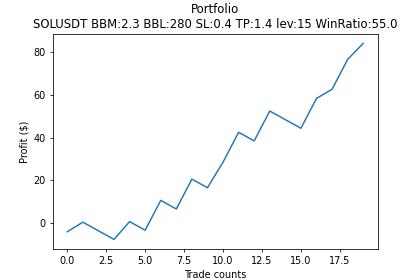 Portfolio
SOLUSDT BBM:2.3 BBL:280 SL:0.4 TP:1.4 lev:15 WinRatio:55.0
80
60
40
20
0
Profit ($)
0.0 2.5 5.0 7.5 10.0 12.5 15.0 17.5
Trade counts